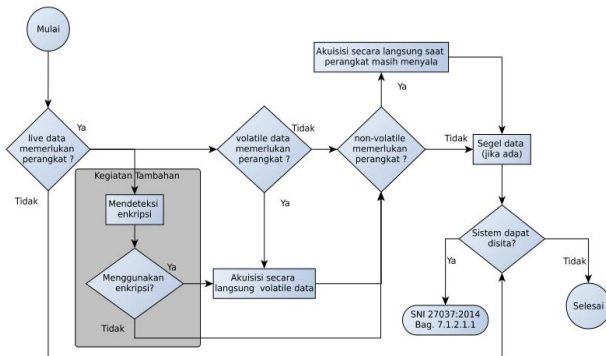 Mulai
Akuisisi secara langsung saat
perangkat masih menyala
Ya
Ya
Tidak
Tidak
live data
memerlukan
perangkat ?
volatile data
memerlukan
perangkat ?
non-volatile
memerlukan
perangkat ?
Segel data
(jika ada)
Tidak
Kegiatan Tambahan
Mendeteksi
enkripsi
Ya
Menggunakan
enkripsi?
Ya
Akuisisi secara
langsung volatile data
Tidak
Sistem dapat
disita?
Ya
Tidak
SNI 27037:2014
Bag. 7.1.2.1.1
Selesai